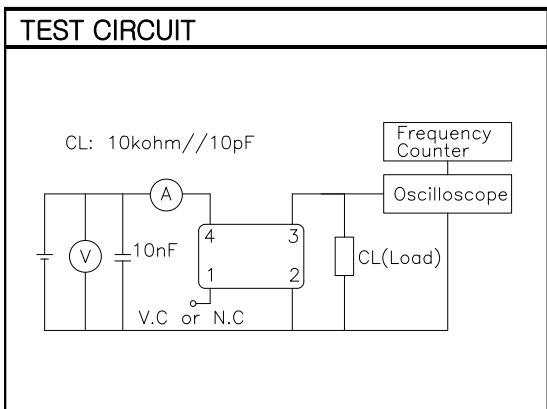 TEST CIRCUIT
CL: 10kohm//10pF
Frequency
Counter
A
Oscilloscope
4
3
V
10nF
CL(Load)
1
2
V.C or N.C